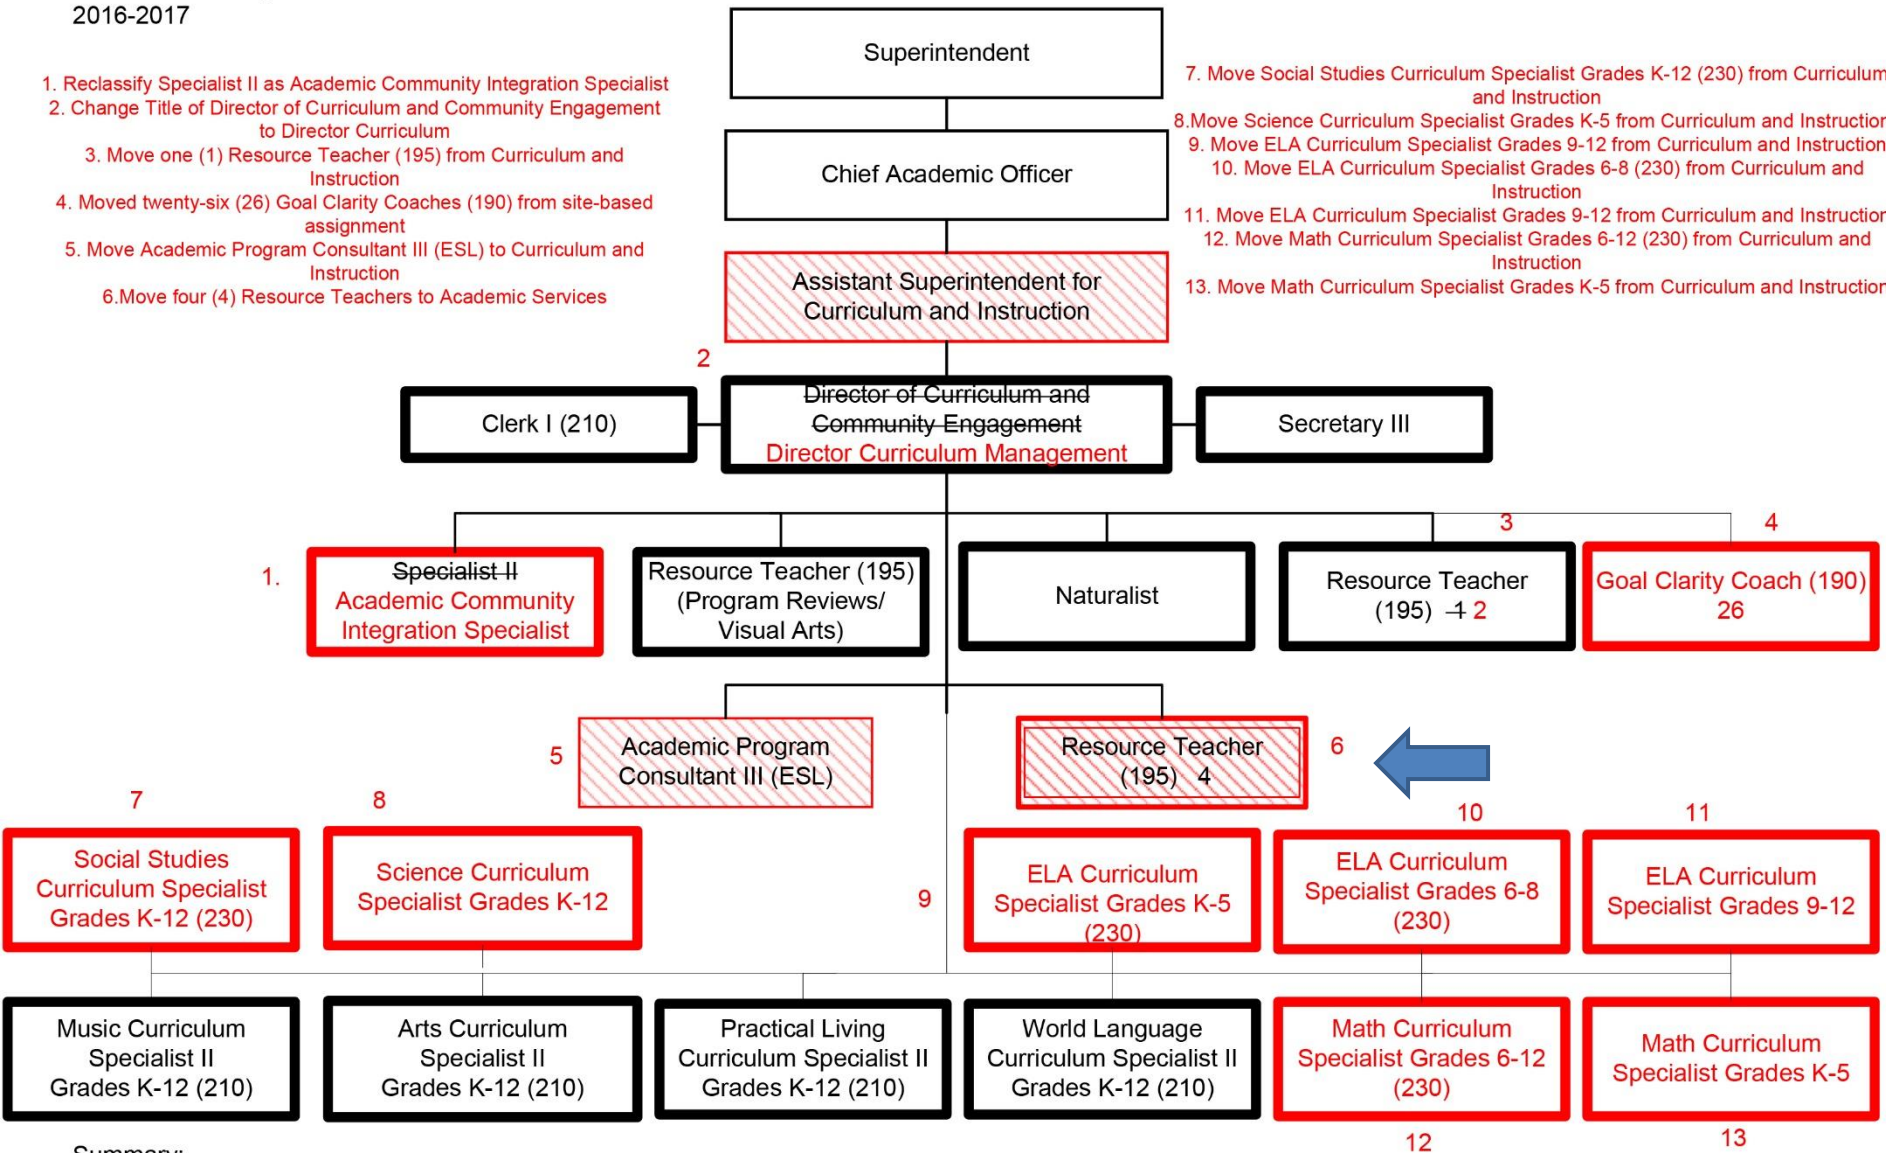 2016-2017
1. Reclassify Specialist II as Academic Community Integration Specialist
2. Change Title of Director of Curriculum and Community Engagement
to Director Curriculum
3. Move one (1) Resource Teacher (195) from Curriculum and
Instruction
4. Moved twenty-six (26) Goal Clarity Coaches (190) from site-based
assignment
5. Move Academic Program Consultant III (ESL) to Curriculum and
Instruction
6.Move four (4) Resource Teachers to Academic Services
Superintendent
Chief Academic Officer
Assistant Superintendent for
Curriculum and Instruction
7. Move Social Studies Curriculum Specialist Grades K-12 (230) from Curriculum
and Instruction
8.Move Science Curriculum Specialist Grades K-5 from Curriculum and Instruction
9. Move ELA Curriculum Specialist Grades 9-12 from Curriculum and Instruction
10. Move ELA Curriculum Specialist Grades 6-8 (230) from Curriculum and
Instruction
11. Move ELA Curriculum Specialist Grades 9-12 from Curriculum and Instruction
12. Move Math Curriculum Specialist Grades 6-12 (230) from Curriculum and
Instruction
13. Move Math Curriculum Specialist Grades K-5 from Curriculum and Instruction
2
Clerk I (210)
Director of Curriculum and
Community Engagement
Director Curriculum Management
Secretary III
1.
Specialist II
Academic Community
Integration Specialist
Resource Teacher (195)
(Program Reviews/
Visual Arts)
Naturalist
3
Resource Teacher
(195) 1 2
4
Goal Clarity Coach (190)
26
5
Academic Program
Consultant III (ESL)
Resource Teacher
(195) 4
6
7
Social Studies
Curriculum Specialist
Grades K-12 (230)
8
Science Curriculum
Specialist Grades K-12
9
ELA Curriculum
Specialist Grades K-5
(230)
10
ELA Curriculum
Specialist Grades 6-8
(230)
11
ELA Curriculum
Specialist Grades 9-12
Music Curriculum
Specialist II
Grades K-12 (210)
Arts Curriculum
Specialist II
Grades K-12 (210)
Practical Living
Curriculum Specialist II
Grades K-12 (210)
World Language
Curriculum Specialist II
Grades K-12 (210)
Math Curriculum
Specialist Grades 6-12
(230)
12
Math Curriculum
Specialist Grades K-5
13
Summary: